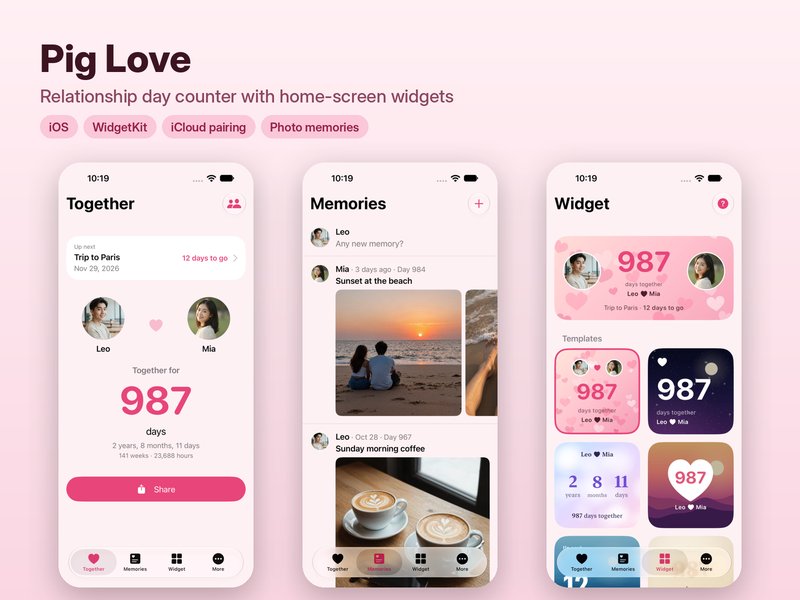 Pig Love
Relationship day counter with home-screen widgets
iOS
WidgetKit
iCloud pairing
Photo memories
10:19
Together
Up next
Trip to Paris
Nov 29, 2026
12 days to go
Leo
Mia
Together for
987
days
2 years, 8 months, 11 days
141 weeks · 23,688 hours
Share
Together
Memories
Widget
More
10:19
Memories
Leo
Any new memory?
Mia · 3 days ago · Day 984
Sunset at the beach
Leo · Oct 28 · Day 967
Sunday morning coffee
Together
Memories
Widget
More
10:19
Widget
987
days together
Leo ♥ Mia
Trip to Paris · 12 days to go
Templates
987
days together
Leo ♥ Mia
987
days together
Leo ♥ Mia
Leo ♥ Mia
2 8 11
years months days
987 days together
987
Leo ♥ Mia
12
Together
Memories
Widget
More